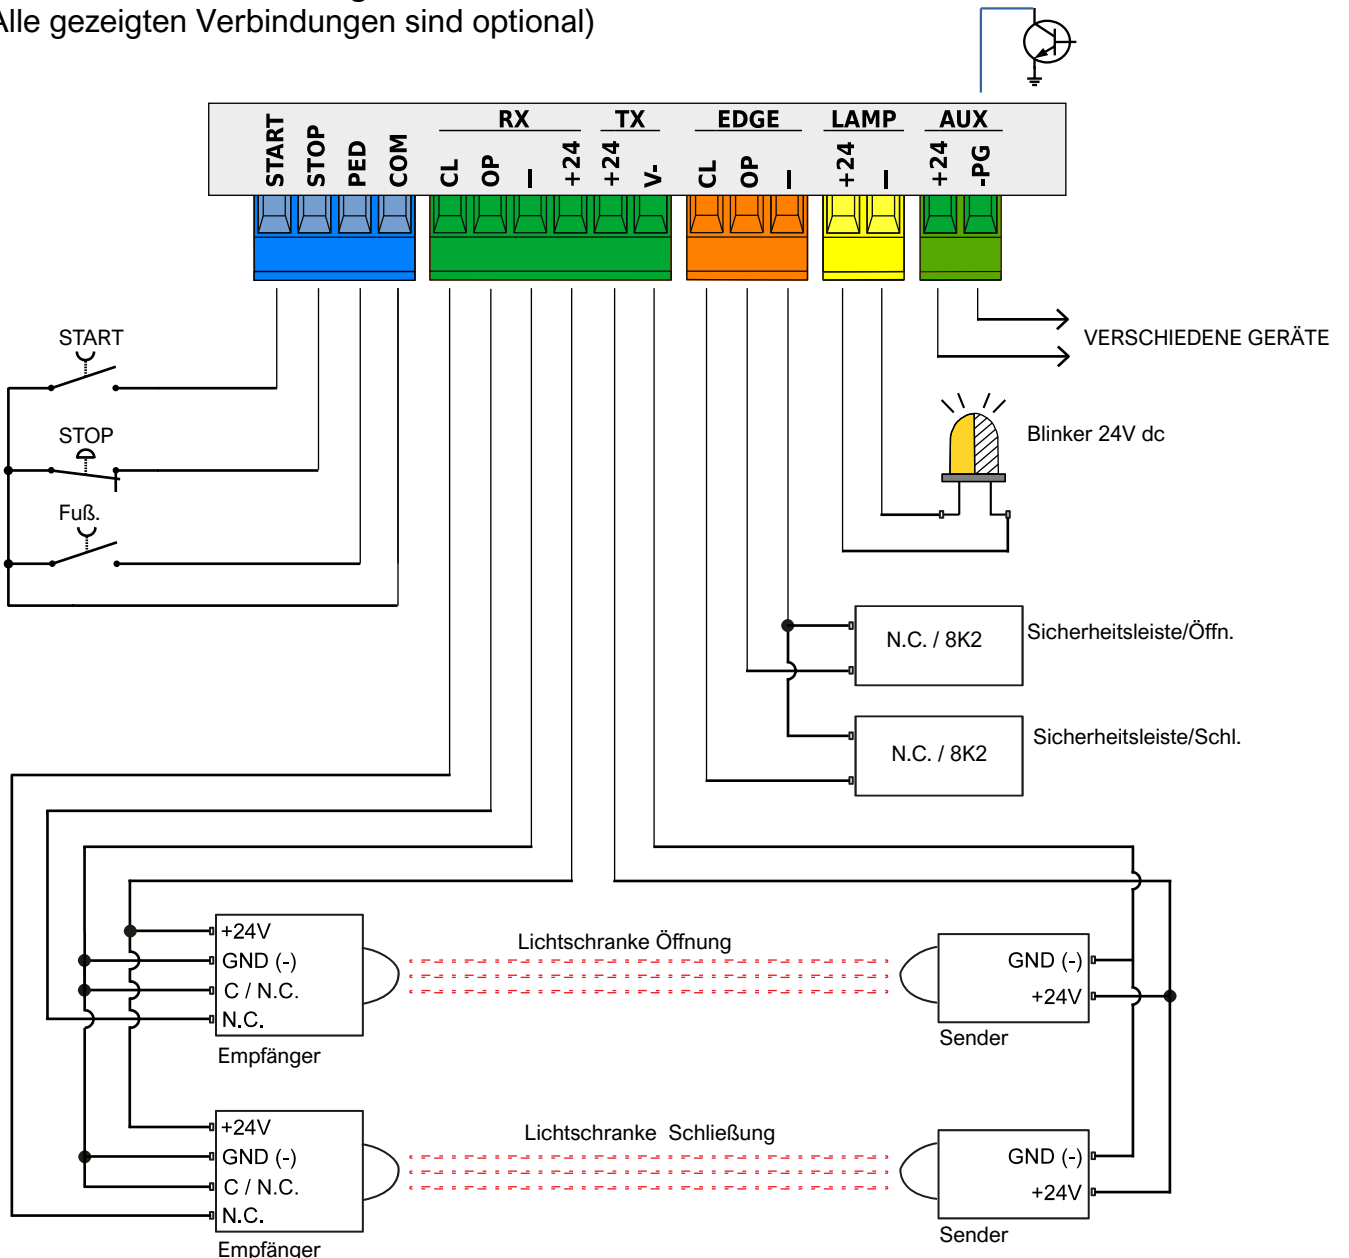 Alle gezeigten Verbindungen sind optional)
RX TX EDGE LAMP AUX
START STOP PED COM CL OP – +24 +24 V- CL OP – +24 – +24 -PG
START
VERSCHIEDENE GERÄTE
STOP
Blinker 24V dc
Fuß.
N.C. / 8K2
Sicherheitsleiste/Öffn.
N.C. / 8K2
Sicherheitsleiste/Schl.
+24V
GND (-)
C / N.C.
N.C.
Empfänger
Lichtschranke Öffnung
GND (-)
+24V
Sender
+24V
GND (-)
C / N.C.
N.C.
Empfänger
Lichtschranke Schließung
GND (-)
+24V
Sender